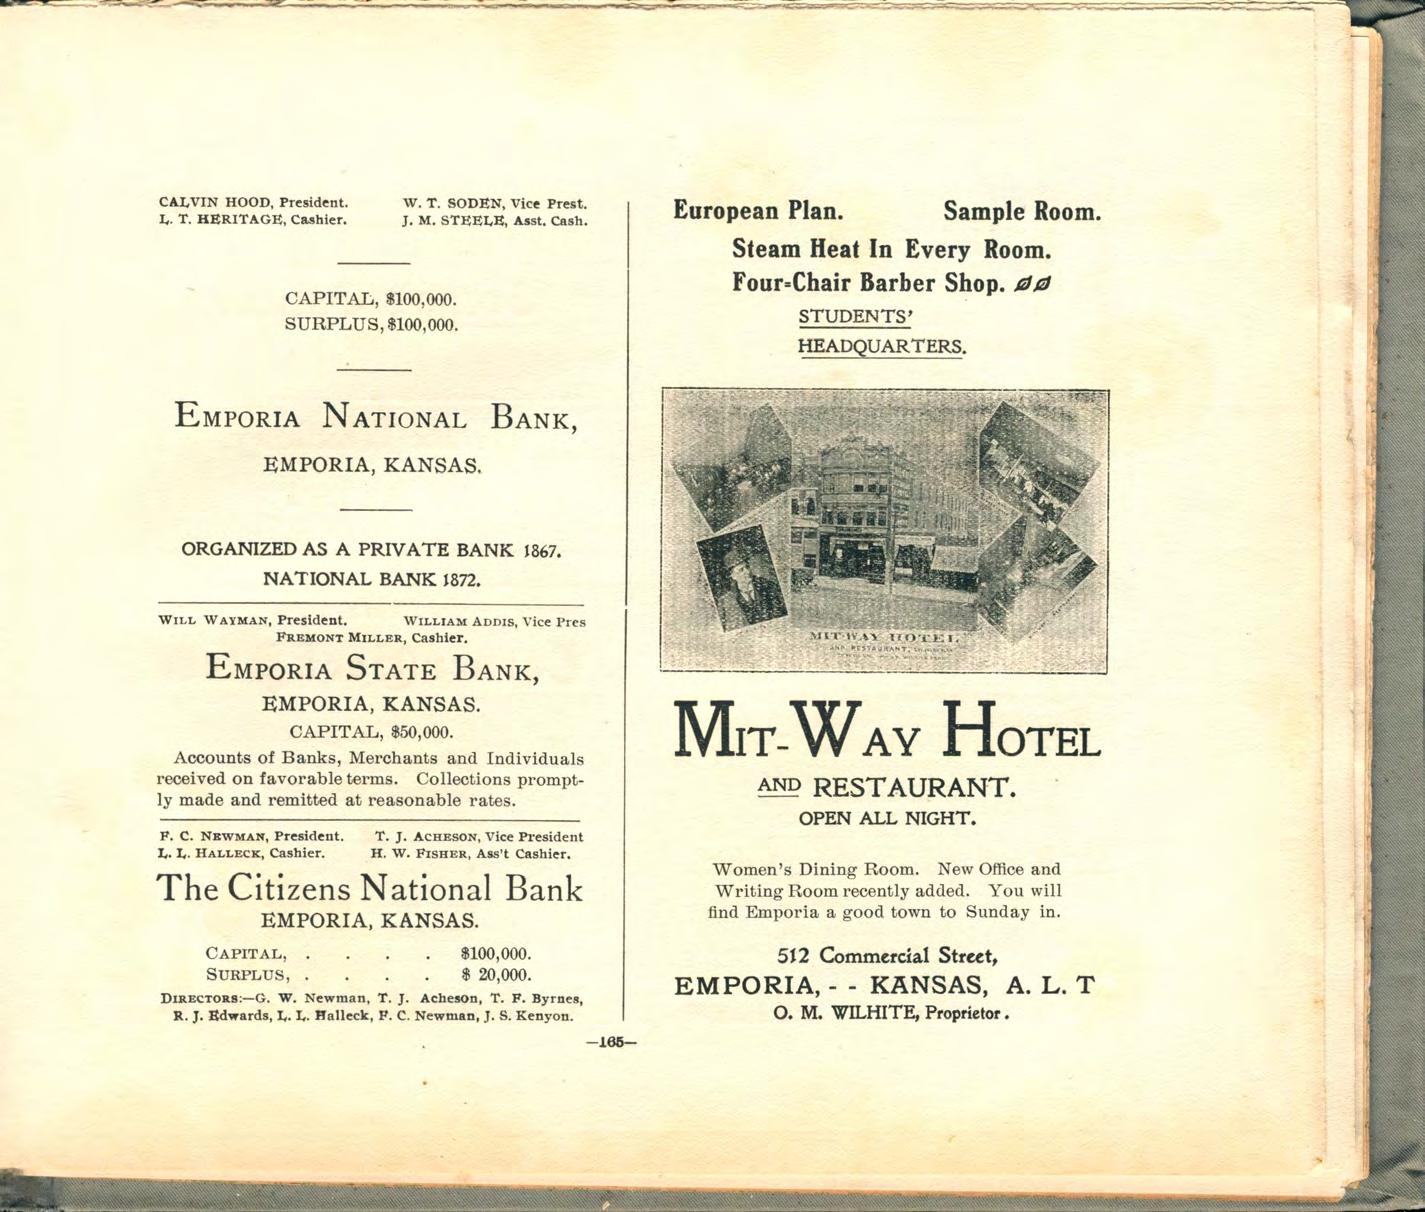 CALVIN HOOD, President. W. T. SODEN, Vice Prest.
L. T. HERITAGE, Cashier. J. M. STEELE, Asst. Cash.
CAPITAL, $100,000.
SURPLUS, $100,000.
EMPORIA NATIONAL BANK,
EMPORIA, KANSAS.
ORGANIZED AS A PRIVATE BANK 1867.
NATIONAL BANK 1872.
WILL WAYMAN, President. WILLIAM ADDIS, Vice Pres
FREMONT MILLER, Cashier.
EMPORIA STATE BANK,
EMPORIA, KANSAS.
CAPITAL, $50,000.
Accounts of Banks, Merchants and Individuals
received on favorable terms. Collections prompt-
ly made and remitted at reasonable rates.
F. C. NEWMAN, President. T. J. ACHESON, Vice President
L. L. HALLECK, Cashier. H. W. FISHER, Ass't Cashier.
The Citizens National Bank
EMPORIA, KANSAS.
CAPITAL, . . . . $100,000.
SURPLUS, . . . . $ 20,000.
DIRECTORS:—G. W. Newman, T. J. Acheson, T. F. Byrnes,
R. J. Edwards, L. L. Halleck, F. C. Newman, J. S. Kenyon.
European Plan. Sample Room.
Steam Heat In Every Room.
Four=Chair Barber Shop.
STUDENTS'
HEADQUARTERS.
MIT-WAY HOTEL
AND RESTAURANT,
MIT-WAY HOTEL
AND RESTAURANT.
OPEN ALL NIGHT.
Women's Dining Room. New Office and
Writing Room recently added. You will
find Emporia a good town to Sunday in.
512 Commercial Street,
EMPORIA, - - KANSAS, A. L. T
O. M. WILHITE, Proprietor.
—165—